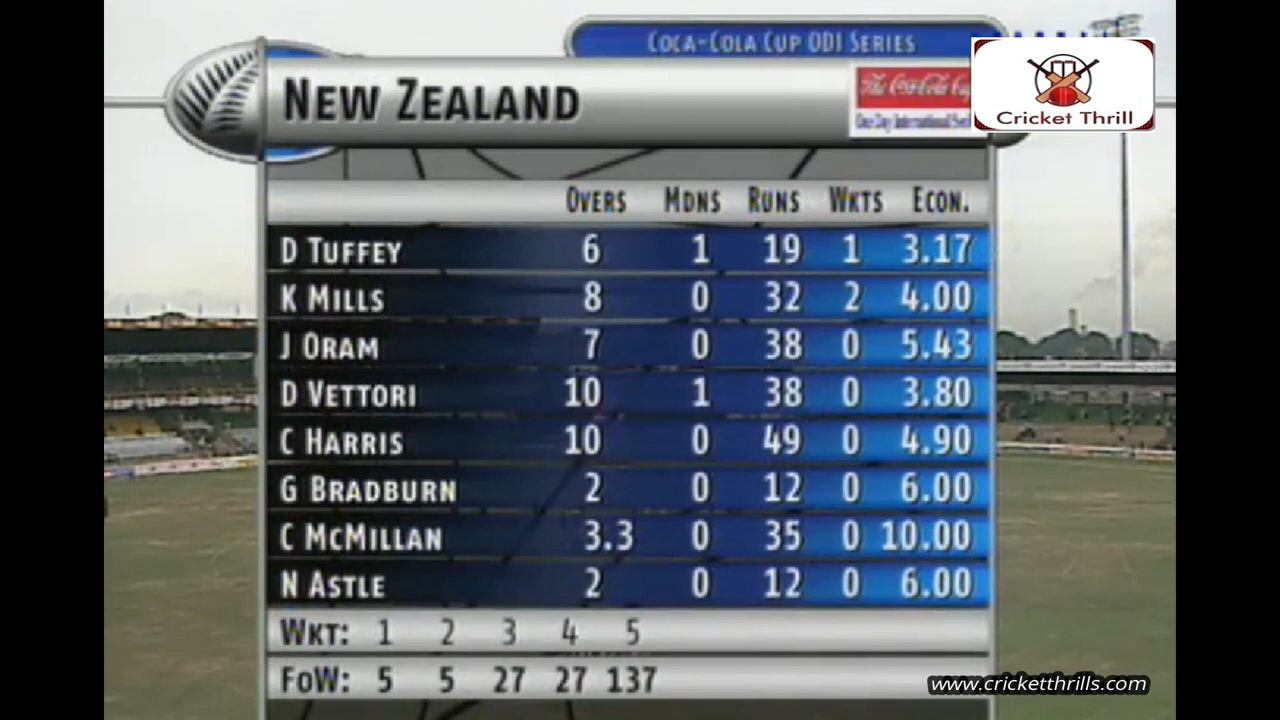 COCA-COLA CUP ODI SERIES
NEW ZEALAND
The Coca-Cola Cup
One Day International
Cricket Thrill
OVERS MDNS RUNS WKTS ECON.
D TUFFEY 6 1 19 1 3.17
K MILLS 8 0 32 2 4.00
J ORAM 7 0 38 0 5.43
D VETTORI 10 1 38 0 3.80
C HARRIS 10 0 49 0 4.90
G BRADBURN 2 0 12 0 6.00
C MCMILLAN 3.3 0 35 0 10.00
N ASTLE 2 0 12 0 6.00
WKT: 1 2 3 4 5
FOW: 5 5 27 27 137
www.cricketthrills.com